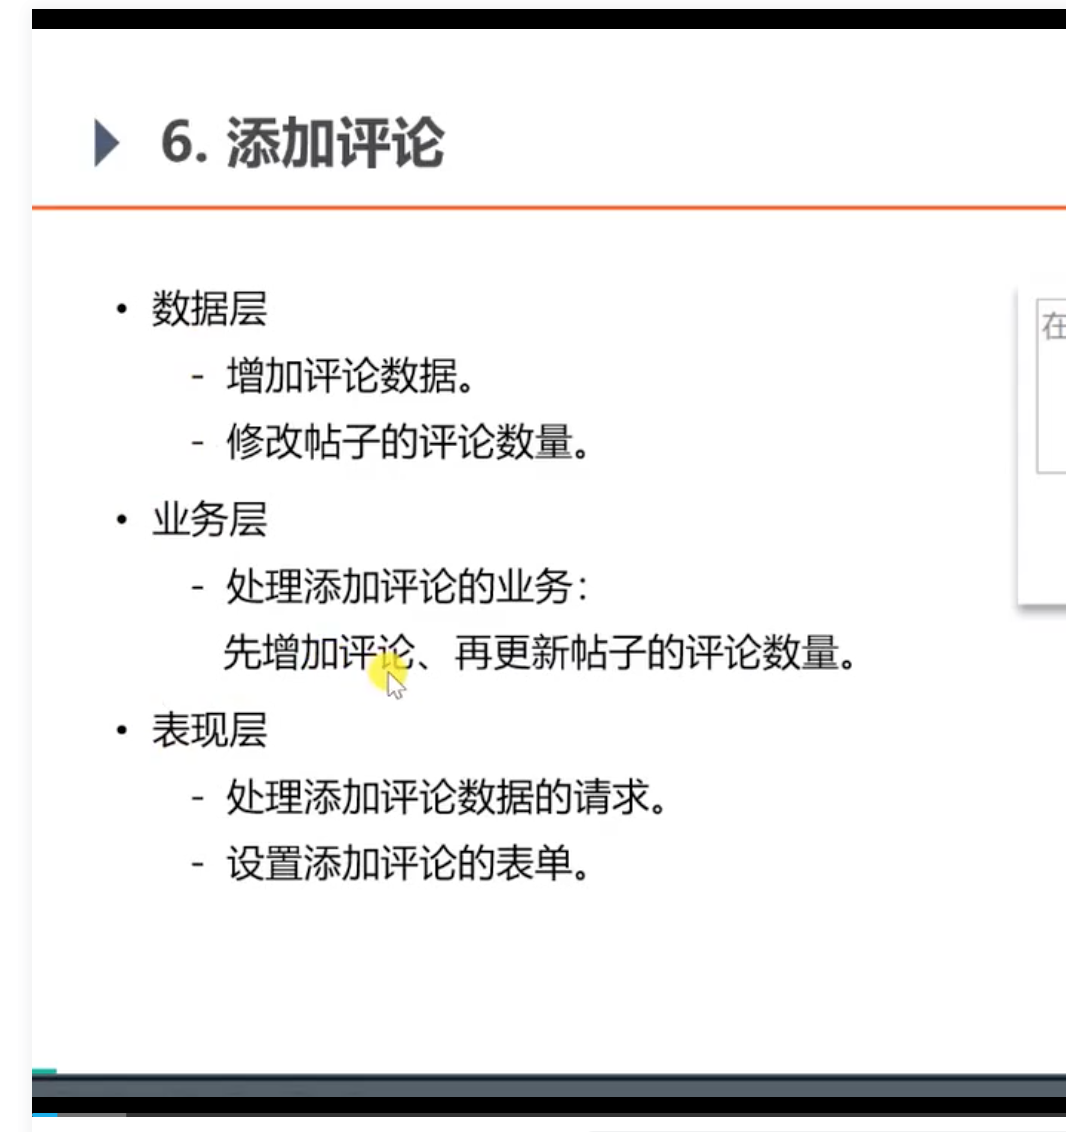 6. 添加评论
• 数据层
- 增加评论数据。
- 修改帖子的评论数量。
• 业务层
- 处理添加评论的业务：
先增加评论、再更新帖子的评论数量。
• 表现层
- 处理添加评论数据的请求。
- 设置添加评论的表单。
在